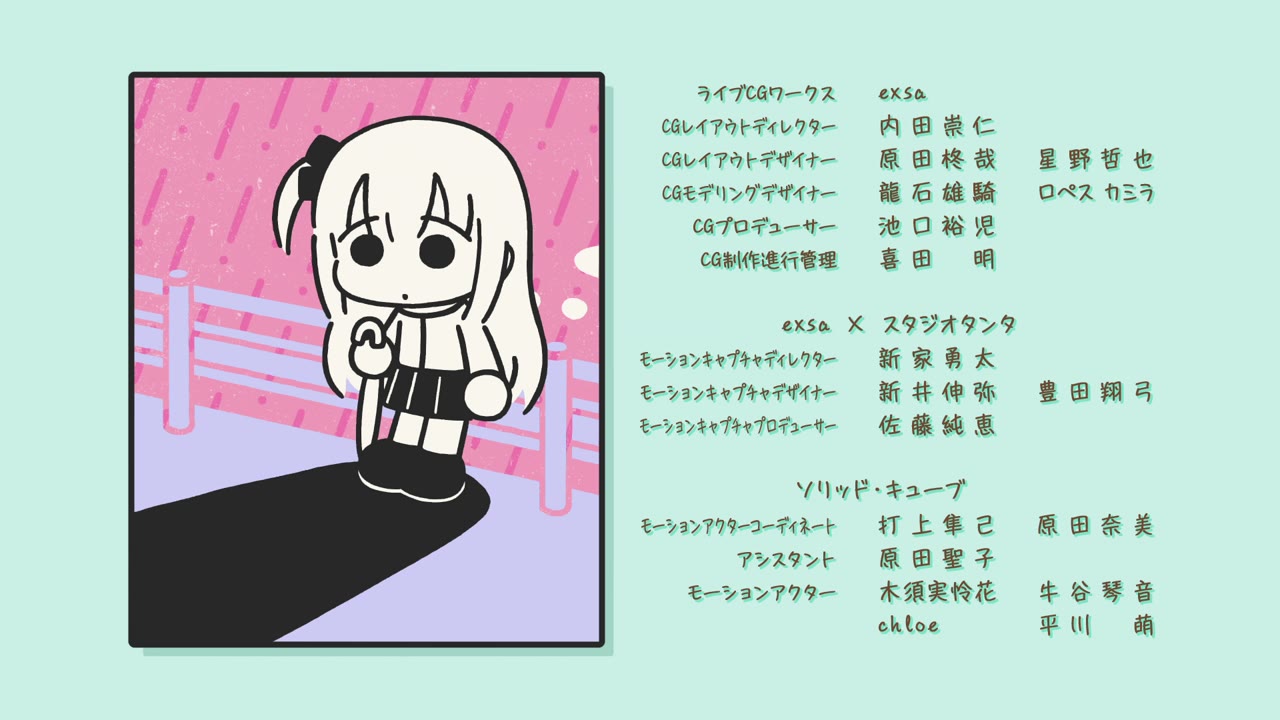 ライブCGワークス exsa
CGレイアウトディレクター 内田崇仁
CGレイアウトデザイナー 原田柊哉 星野哲也
CGモデリングデザイナー 龍石雄騎 ロペス カミラ
CGプロデューサー 池口裕児
CG制作進行管理 喜田 明
exsa × スタジオタンタ
モーションキャプチャディレクター 新家勇太
モーションキャプチャデザイナー 新井伸弥 豊田翔弓
モーションキャプチャプロデューサー 佐藤純恵
ソリッド・キューブ
モーションアクターコーディネート 打上隼己 原田奈美
アシスタント 原田聖子
モーションアクター 木須実怜花 牛谷琴音
chloe 平川 萌